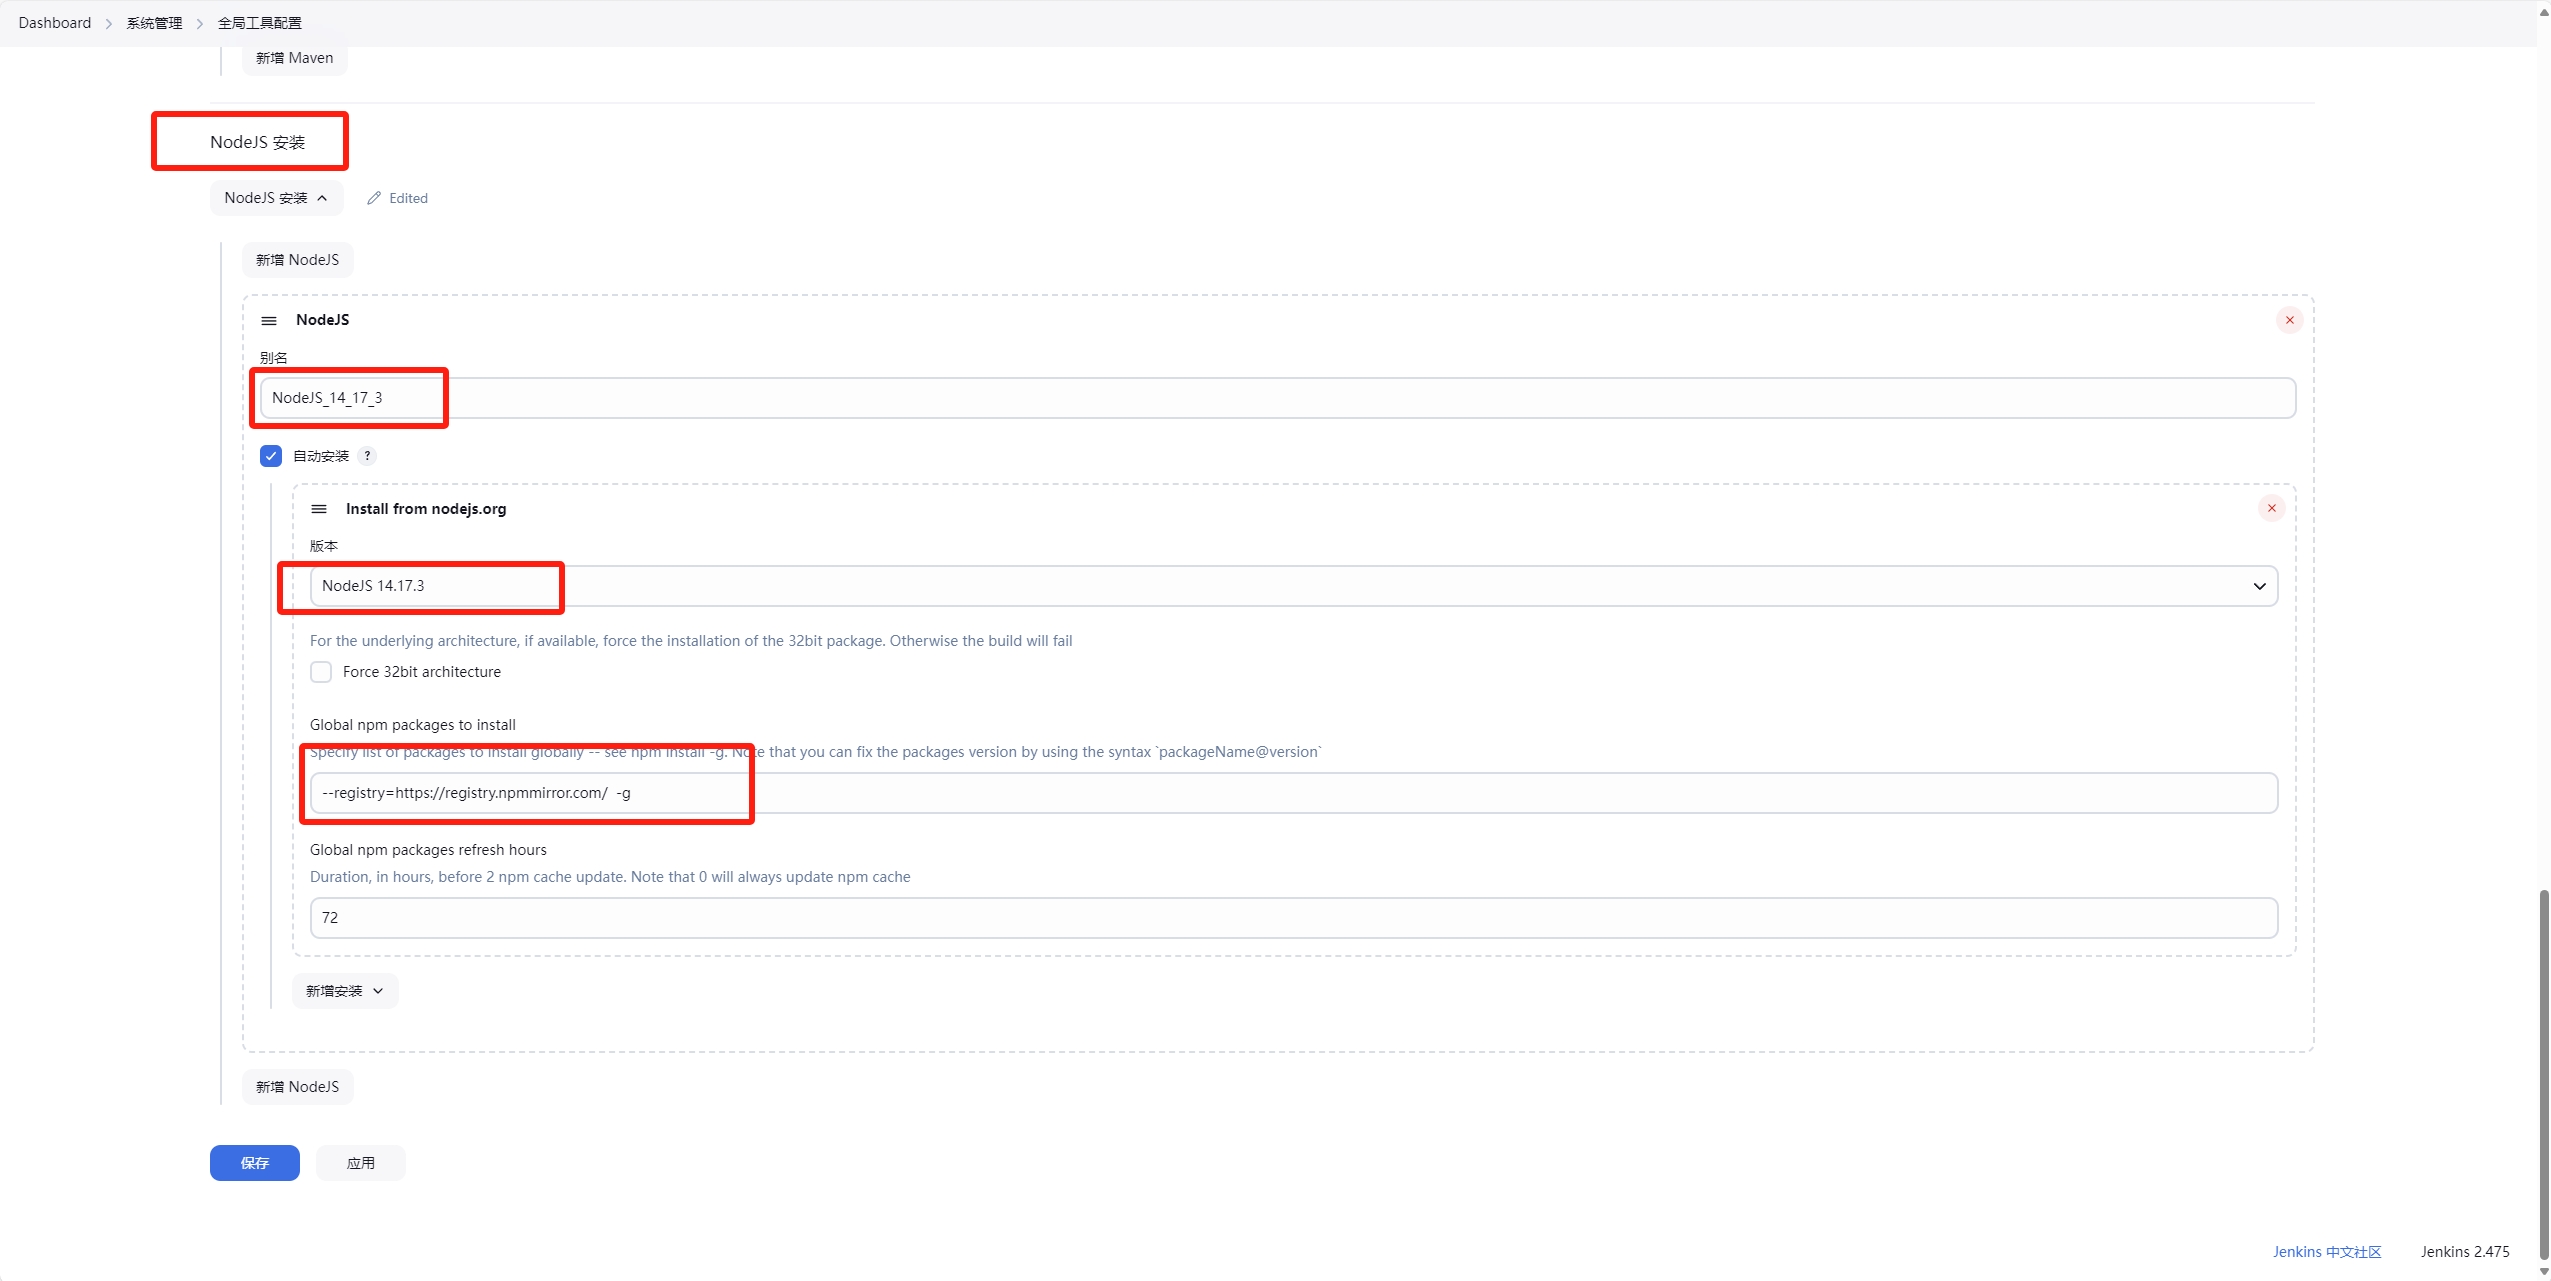 Dashboard 系统管理 全局工具配置
新增 Maven
NodeJS 安装
NodeJS 安装 Edited
新增 NodeJS
NodeJS
别名
NodeJS_14_17_3
自动安装 ?
Install from nodejs.org
版本
NodeJS 14.17.3
For the underlying architecture, if available, force the installation of the 32bit package. Otherwise the build will fail
Force 32bit architecture
Global npm packages to install
Specify list of packages to install globally -- see npm install -g. Note that you can fix the packages version by using the syntax `packageName@version`
--registry=https://registry.npmmirror.com/  -g
Global npm packages refresh hours
Duration, in hours, before 2 npm cache update. Note that 0 will always update npm cache
72
新增安装
新增 NodeJS
保存 应用
Jenkins 中文社区 Jenkins 2.475